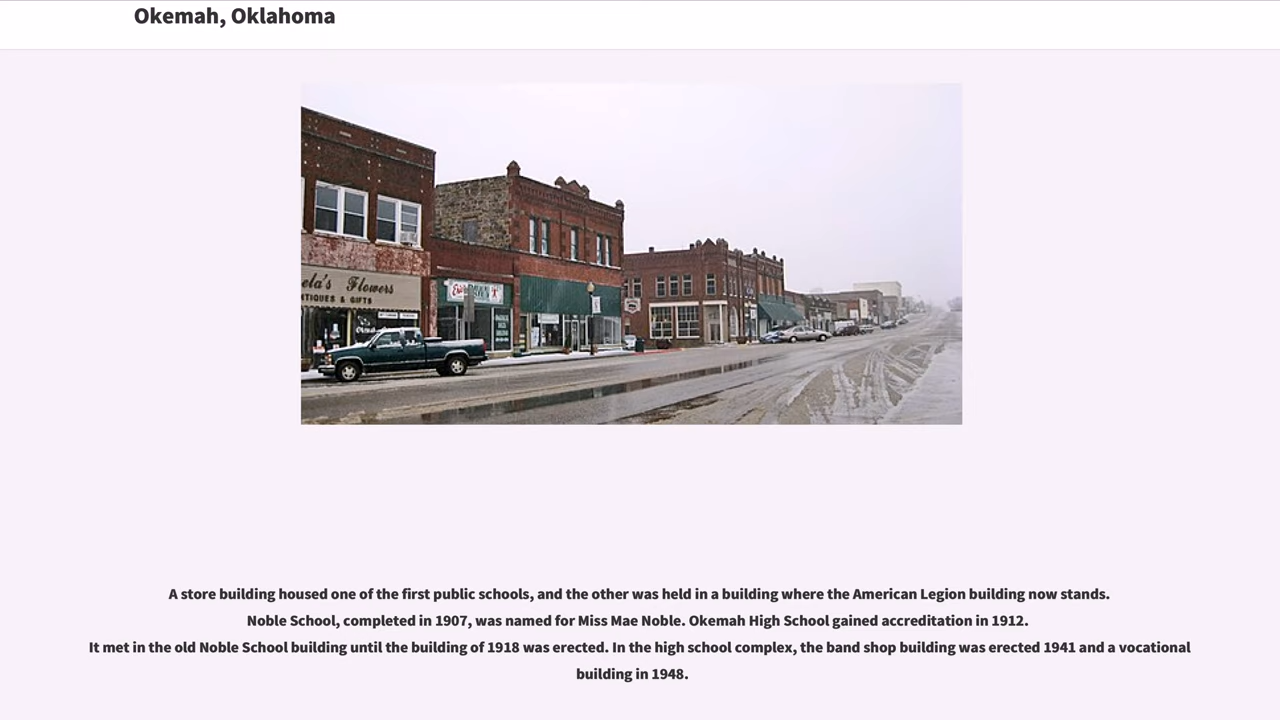 Okemah, Oklahoma
ela's Flowers
TIQUES & GIFTS
A store building housed one of the first public schools, and the other was held in a building where the American Legion building now stands.
Noble School, completed in 1907, was named for Miss Mae Noble. Okemah High School gained accreditation in 1912.
It met in the old Noble School building until the building of 1918 was erected. In the high school complex, the band shop building was erected 1941 and a vocational
building in 1948.